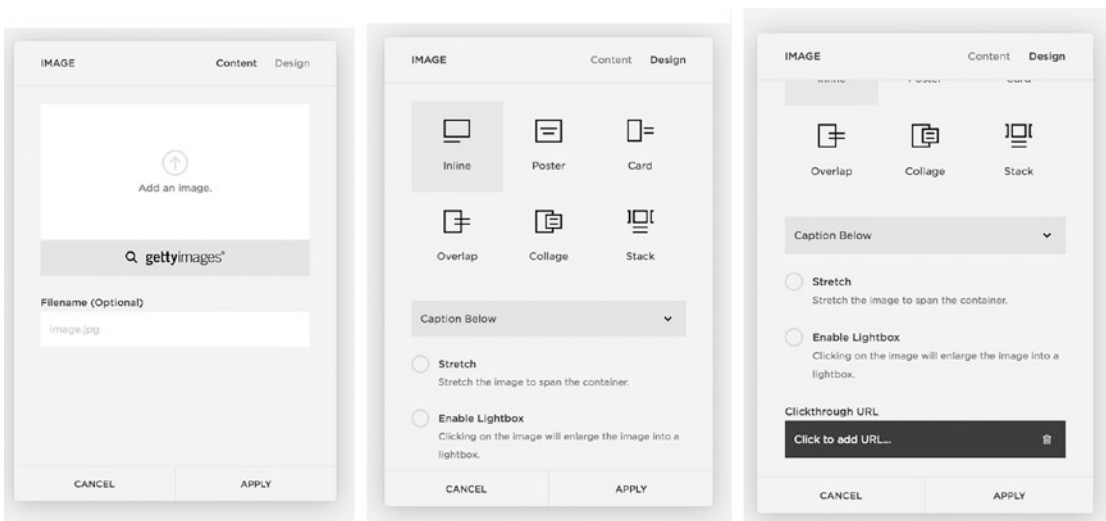 IMAGE
Content Design
Add an image.
gettyimages®
Filename (Optional)
image.jpg
CANCEL APPLY
IMAGE
Content Design
Inline Poster Card
Overlap Collage Stack
Caption Below
Stretch
Stretch the image to span the container.
Enable Lightbox
Clicking on the image will enlarge the image into a
lightbox.
CANCEL APPLY
IMAGE
Content Design
Overlap Collage Stack
Caption Below
Stretch
Stretch the image to span the container.
Enable Lightbox
Clicking on the image will enlarge the image into a
lightbox.
Clickthrough URL
Click to add URL...
CANCEL APPLY